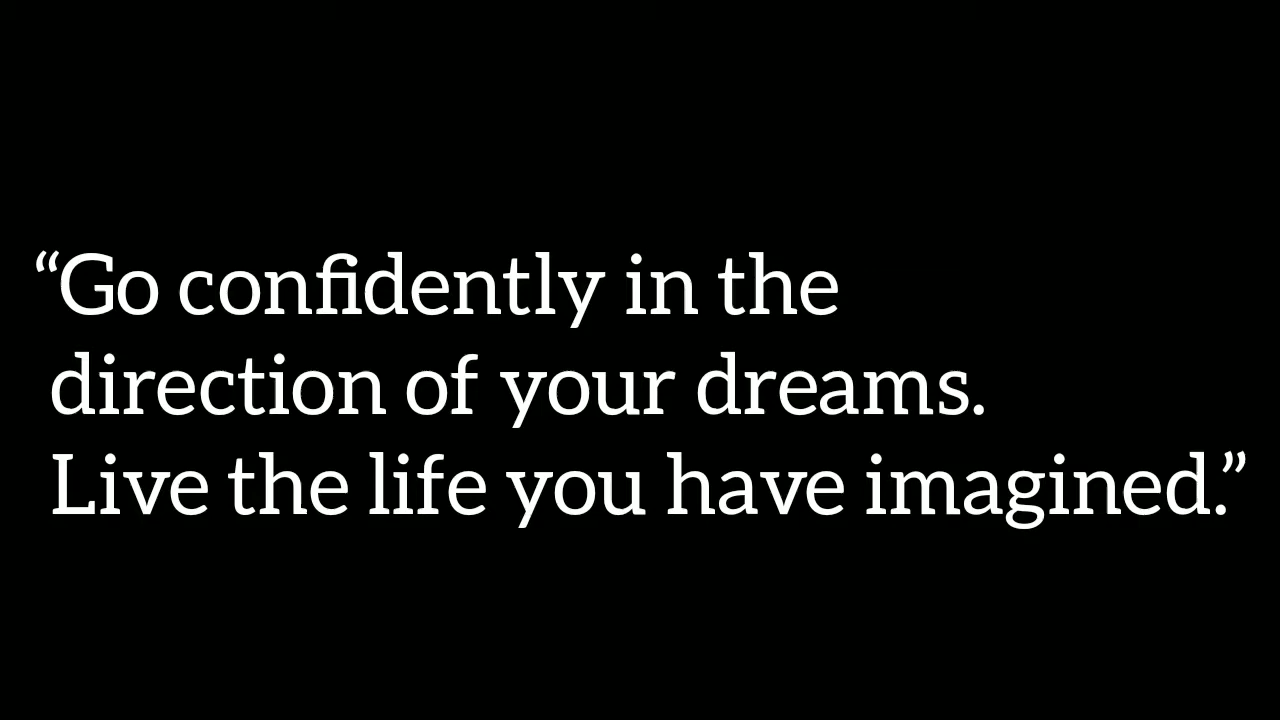 “Go confidently in the
direction of your dreams.
Live the life you have imagined.”